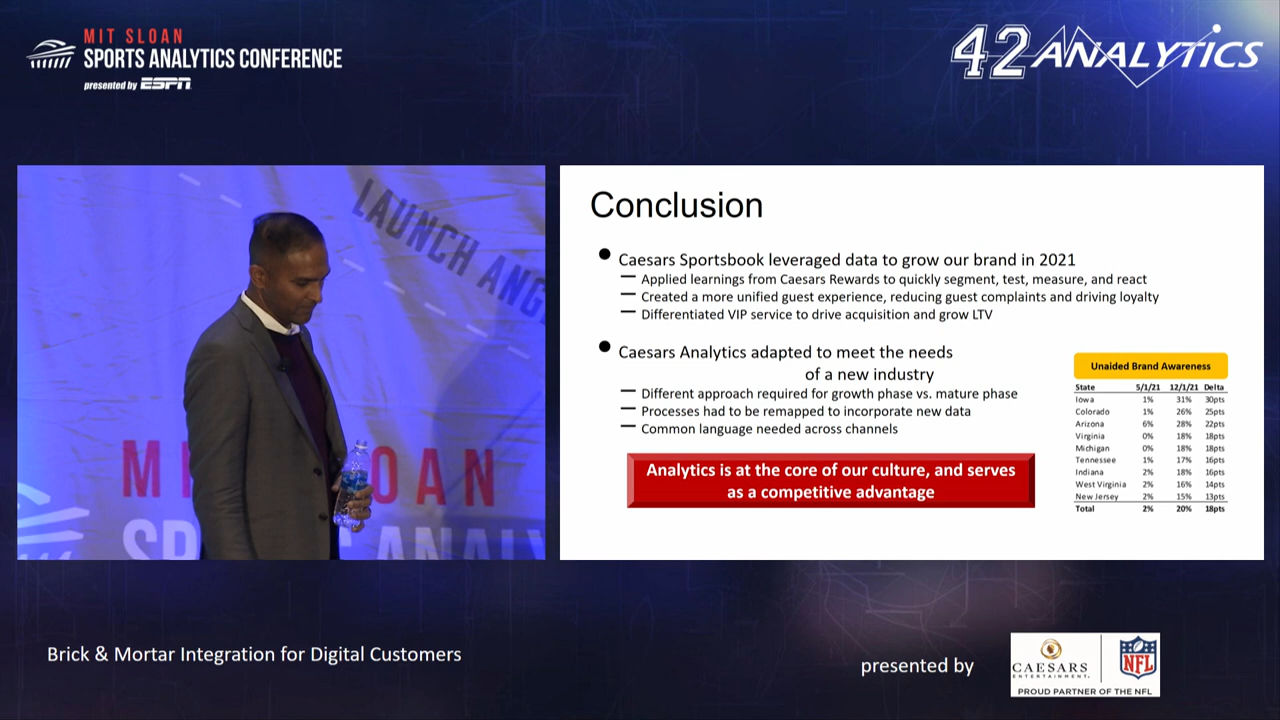 MIT SLOAN
SPORTS ANALYTICS CONFERENCE
presented by ESPN
42 ANALYTICS
LAUNCH ANG
M OAN
SP ANALY
Conclusion
Caesars Sportsbook leveraged data to grow our brand in 2021
Applied learnings from Caesars Rewards to quickly segment, test, measure, and react
Created a more unified guest experience, reducing guest complaints and driving loyalty
Differentiated VIP service to drive acquisition and grow LTV
Caesars Analytics adapted to meet the needs
of a new industry
Different approach required for growth phase vs. mature phase
Processes had to be remapped to incorporate new data
Common language needed across channels
Analytics is at the core of our culture, and serves
as a competitive advantage
Unaided Brand Awareness
State 5/1/21 12/1/21 Delta
Iowa 1% 31% 30pts
Colorado 1% 26% 25pts
Arizona 6% 28% 22pts
Virginia 0% 18% 18pts
Michigan 0% 18% 18pts
Tennessee 1% 17% 16pts
Indiana 2% 18% 16pts
West Virginia 2% 16% 14pts
New Jersey 2% 15% 13pts
Total 2% 20% 18pts
Brick & Mortar Integration for Digital Customers
presented by
CAESARS
ENTERTAINMENT.
NFL
PROUD PARTNER OF THE NFL